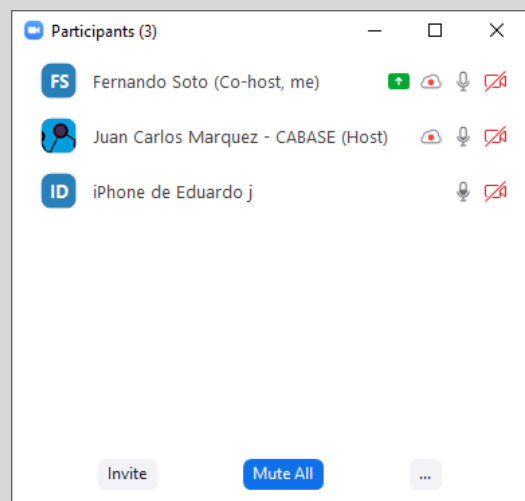 Participants (3)
FS Fernando Soto (Co-host, me)
Juan Carlos Marquez - CABASE (Host)
ID iPhone de Eduardo j
Invite Mute All ...